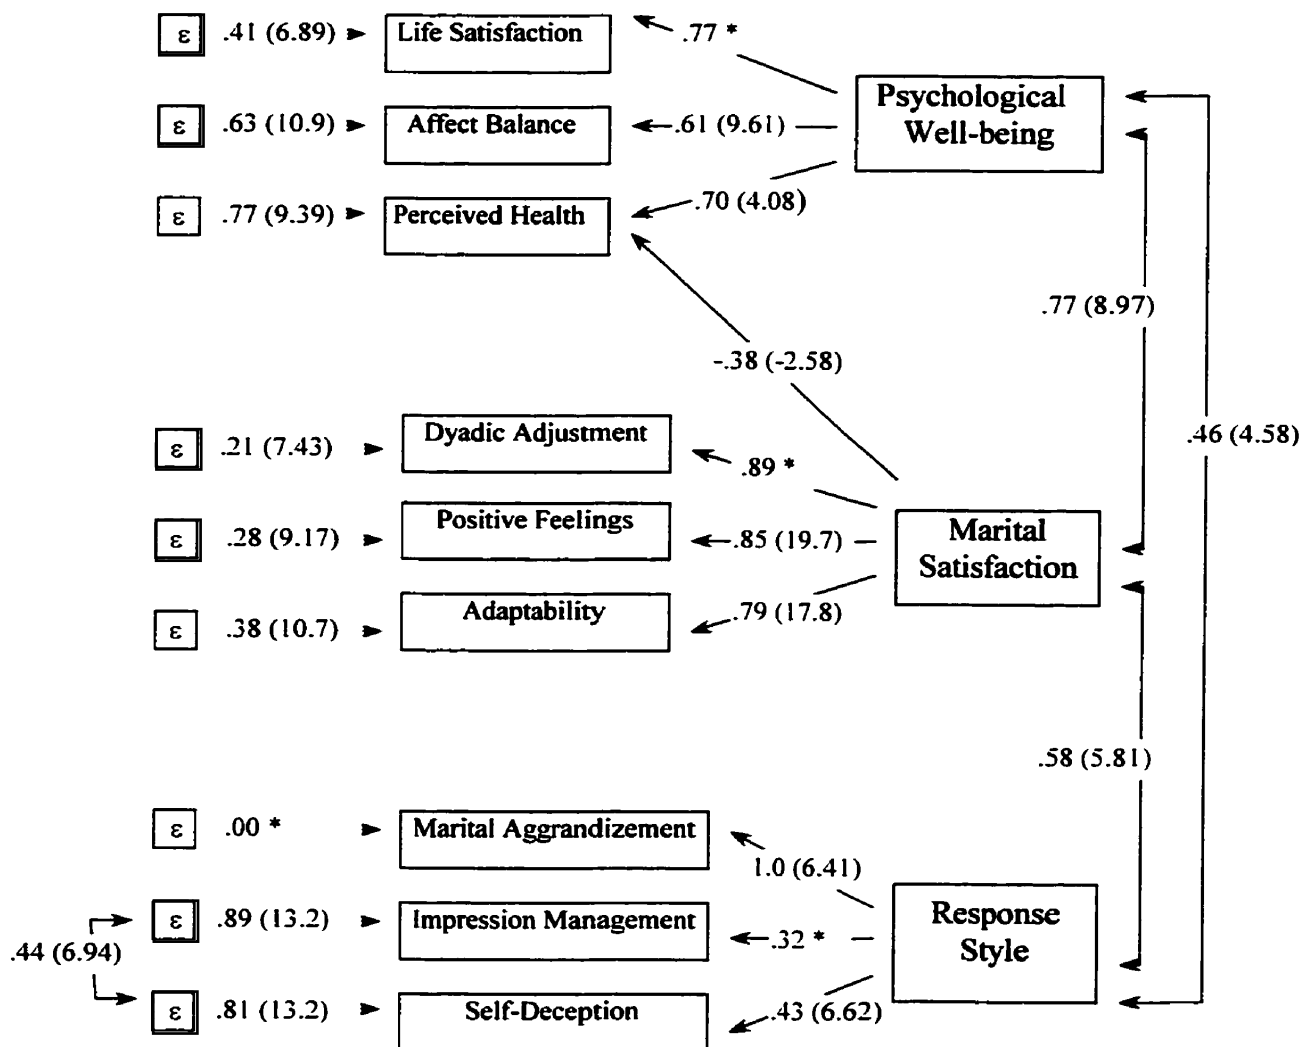 ε .41 (6.89) Life Satisfaction .77 *
Psychological
Well-being
ε .63 (10.9) Affect Balance .61 (9.61)
ε .77 (9.39) Perceived Health .70 (4.08)
.77 (8.97)
-.38 (-2.58)
.46 (4.58)
ε .21 (7.43) Dyadic Adjustment .89 *
ε .28 (9.17) Positive Feelings .85 (19.7)
Marital
Satisfaction
ε .38 (10.7) Adaptability .79 (17.8)
.58 (5.81)
ε .00 * Marital Aggrandizement 1.0 (6.41)
ε .89 (13.2) Impression Management .32 *
Response
Style
.44 (6.94)
ε .81 (13.2) Self-Deception .43 (6.62)